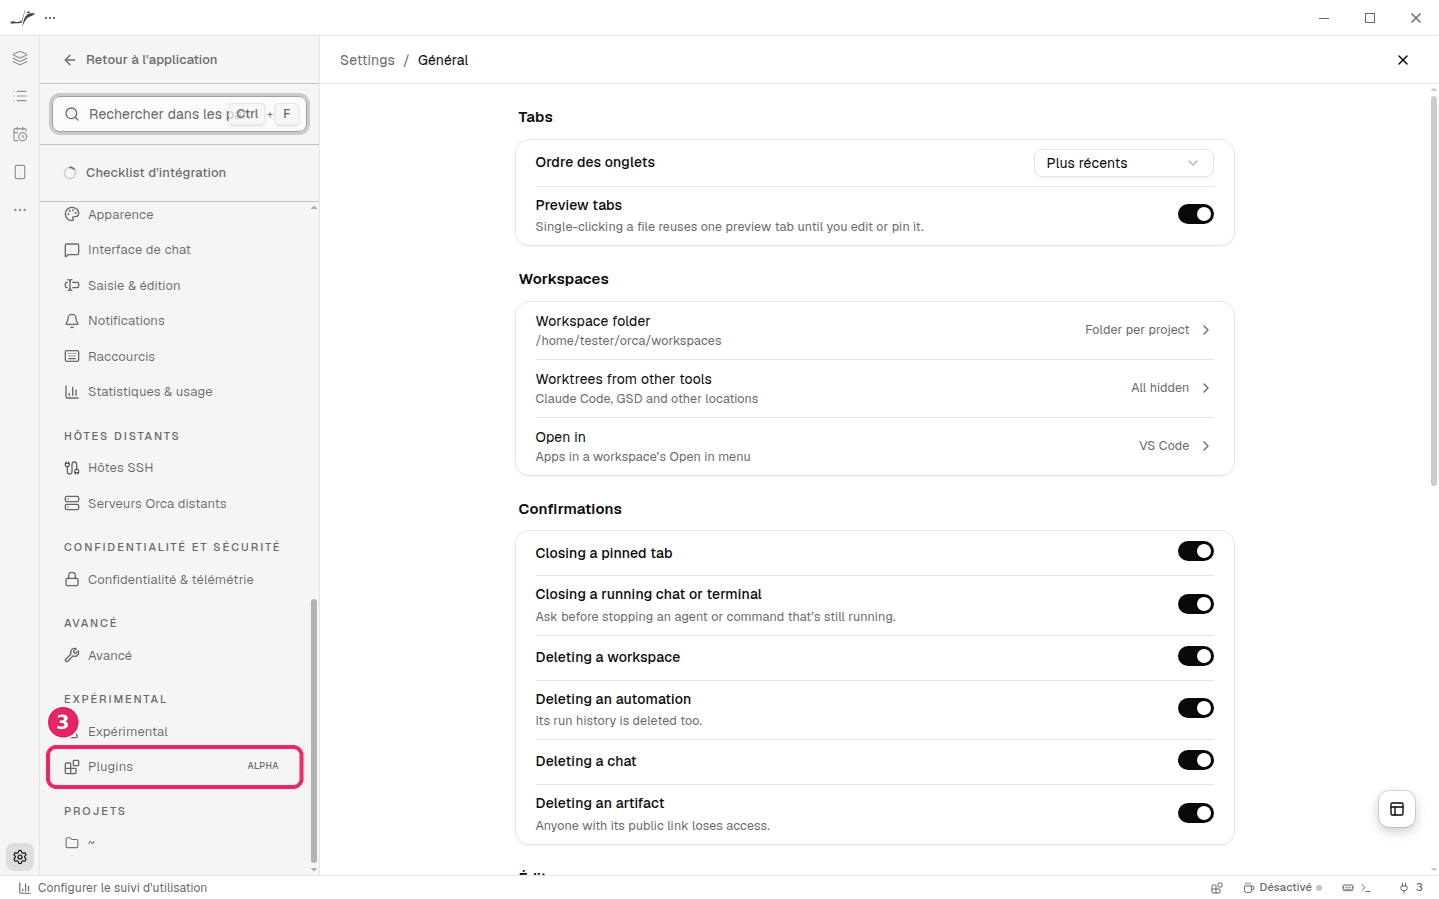 Retour à l'application
Settings / Général
Rechercher dans les
Ctrl + F
Checklist d'intégration
Apparence
Interface de chat
Saisie & édition
Notifications
Raccourcis
Statistiques & usage
HÔTES DISTANTS
Hôtes SSH
Serveurs Orca distants
CONFIDENTIALITÉ ET SÉCURITÉ
Confidentialité & télémétrie
AVANCÉ
Avancé
EXPÉRIMENTAL
3
Expérimental
Plugins ALPHA
PROJETS
~
Tabs
Ordre des onglets
Plus récents
Preview tabs
Single-clicking a file reuses one preview tab until you edit or pin it.
Workspaces
Workspace folder
/home/tester/orca/workspaces
Folder per project
Worktrees from other tools
Claude Code, GSD and other locations
All hidden
Open in
Apps in a workspace's Open in menu
VS Code
Confirmations
Closing a pinned tab
Closing a running chat or terminal
Ask before stopping an agent or command that's still running.
Deleting a workspace
Deleting an automation
Its run history is deleted too.
Deleting a chat
Deleting an artifact
Anyone with its public link loses access.
Configurer le suivi d'utilisation
Désactivé
3